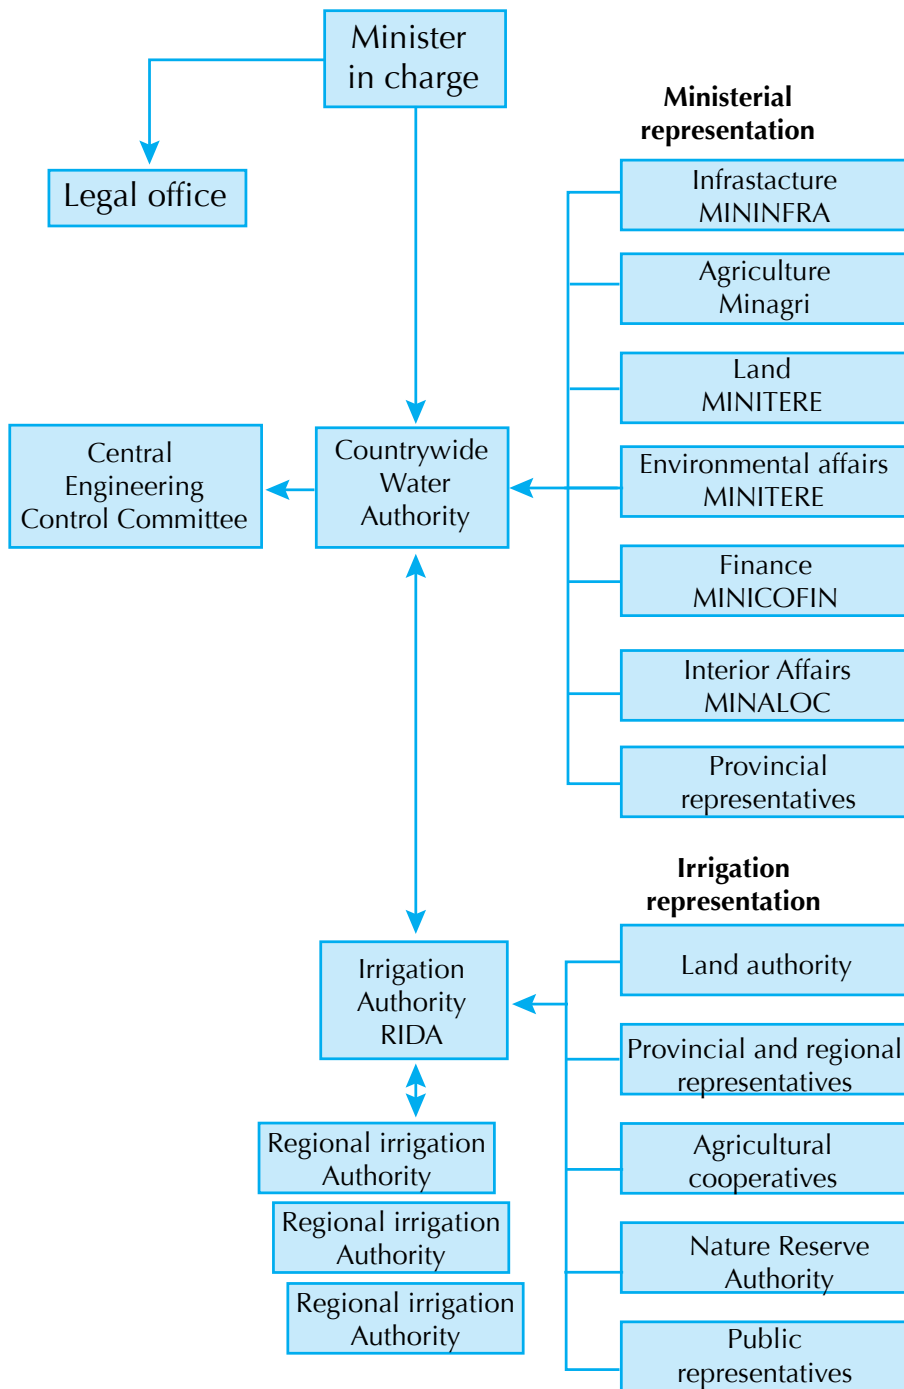 Minister
in charge
Legal office
Ministerial
representation
Infrastacture
MININFRA
Agriculture
Minagri
Land
MINITERE
Environmental affairs
MINITERE
Finance
MINICOFIN
Interior Affairs
MINALOC
Provincial
representatives
Central
Engineering
Control Committee
Countrywide
Water
Authority
Irrigation
representation
Land authority
Provincial and regional
representatives
Agricultural
cooperatives
Nature Reserve
Authority
Public
representatives
Irrigation
Authority
RIDA
Regional irrigation
Authority
Regional irrigation
Authority
Regional irrigation
Authority